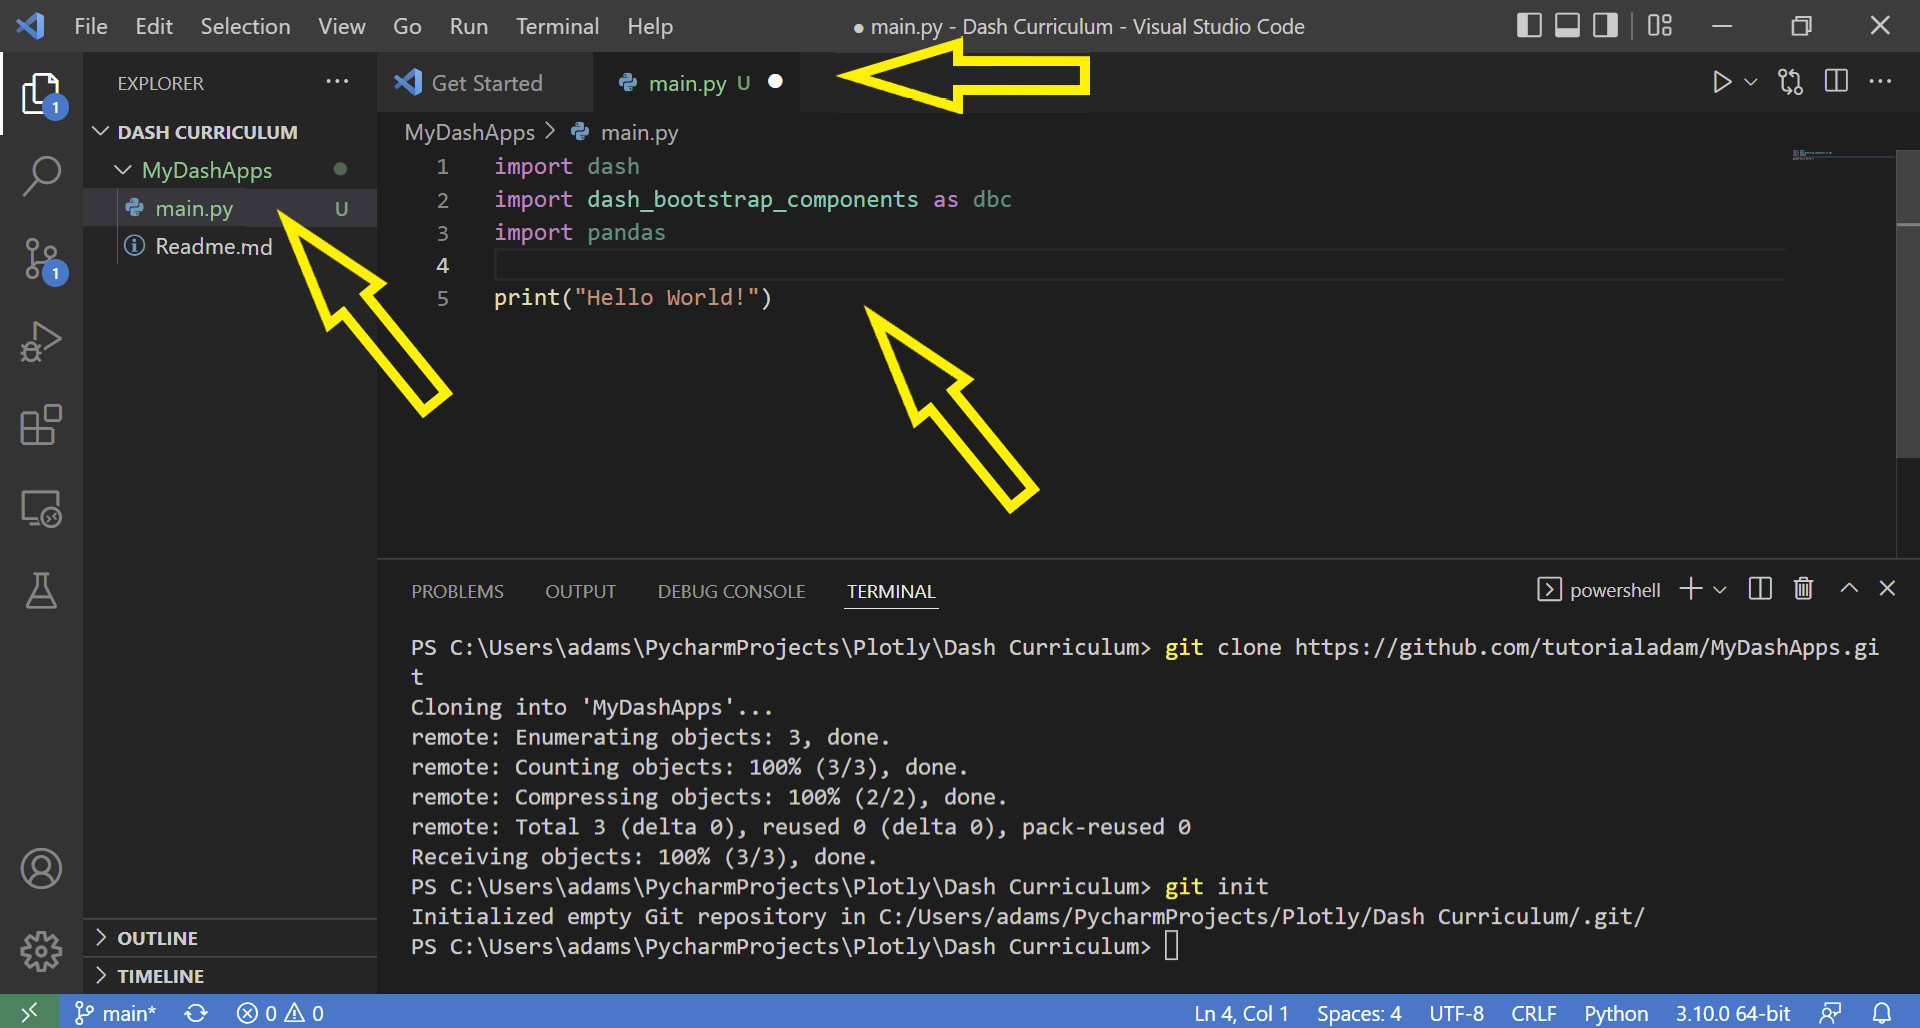 File Edit Selection View Go Run Terminal Help ● main.py - Dash Curriculum - Visual Studio Code
EXPLORER ···
Get Started main.py U ●
DASH CURRICULUM
MyDashApps
main.py U
Readme.md
1
1
MyDashApps > main.py
1 import dash
2 import dash_bootstrap_components as dbc
3 import pandas
4
5 print("Hello World!")
PROBLEMS OUTPUT DEBUG CONSOLE TERMINAL powershell
PS C:\Users\adams\PycharmProjects\Plotly\Dash Curriculum> git clone https://github.com/tutorialadam/MyDashApps.gi
t
Cloning into 'MyDashApps'...
remote: Enumerating objects: 3, done.
remote: Counting objects: 100% (3/3), done.
remote: Compressing objects: 100% (2/2), done.
remote: Total 3 (delta 0), reused 0 (delta 0), pack-reused 0
Receiving objects: 100% (3/3), done.
PS C:\Users\adams\PycharmProjects\Plotly\Dash Curriculum> git init
Initialized empty Git repository in C:/Users/adams/PycharmProjects/Plotly/Dash Curriculum/.git/
PS C:\Users\adams\PycharmProjects\Plotly\Dash Curriculum>
OUTLINE
TIMELINE
main* 0 0 Ln 4, Col 1 Spaces: 4 UTF-8 CRLF Python 3.10.0 64-bit